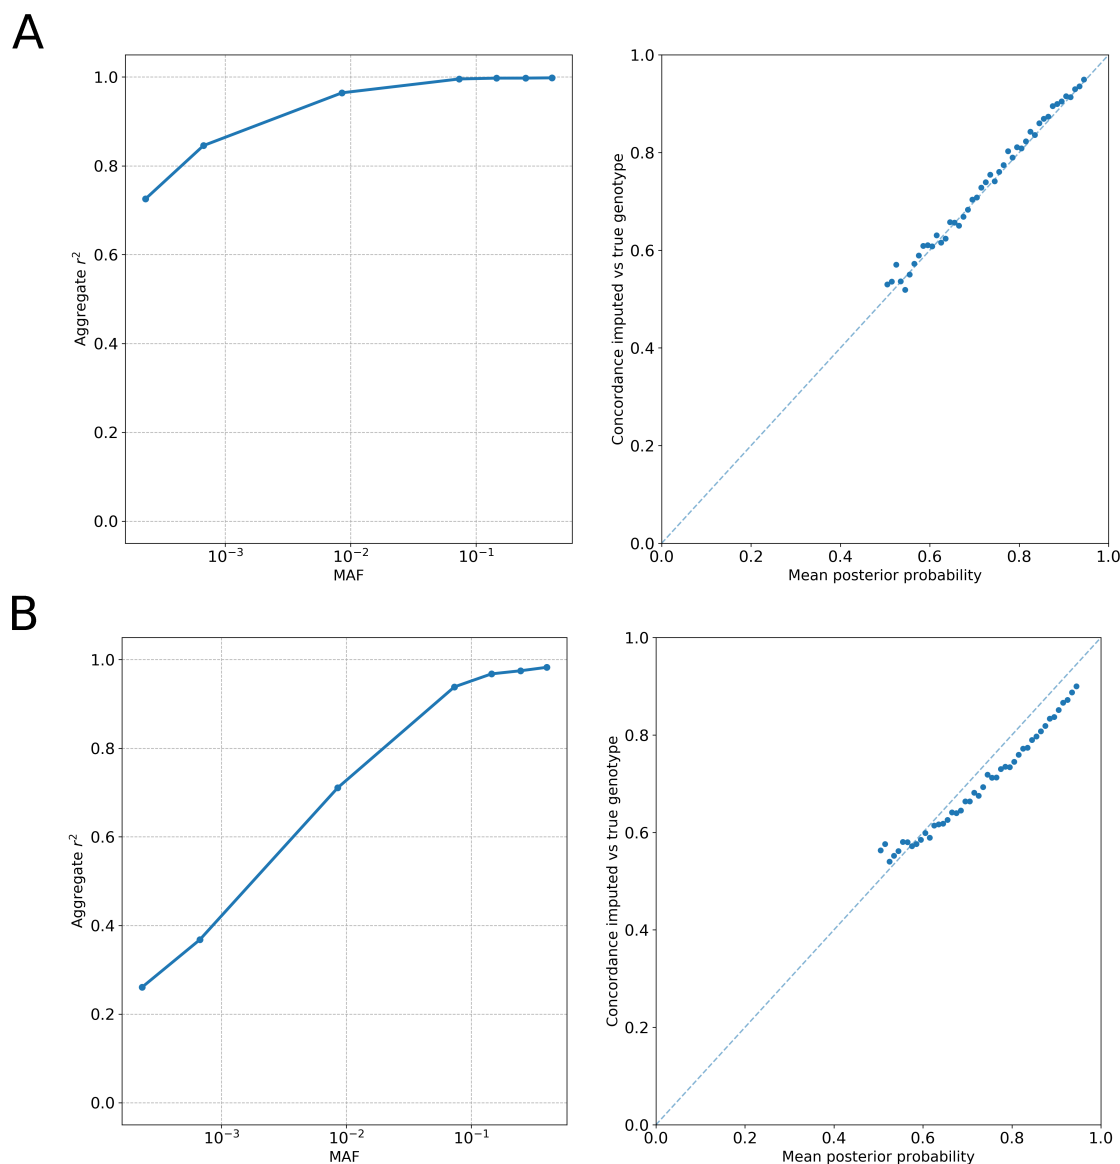 A
1.0
0.8
0.6
0.4
0.2
0.0
Aggregate r²
10⁻³ 10⁻² 10⁻¹
MAF
1.0
0.8
0.6
0.4
0.2
0.0
Concordance imputed vs true genotype
0.0 0.2 0.4 0.6 0.8 1.0
Mean posterior probability
B
1.0
0.8
0.6
0.4
0.2
0.0
Aggregate r²
10⁻³ 10⁻² 10⁻¹
MAF
1.0
0.8
0.6
0.4
0.2
0.0
Concordance imputed vs true genotype
0.0 0.2 0.4 0.6 0.8 1.0
Mean posterior probability